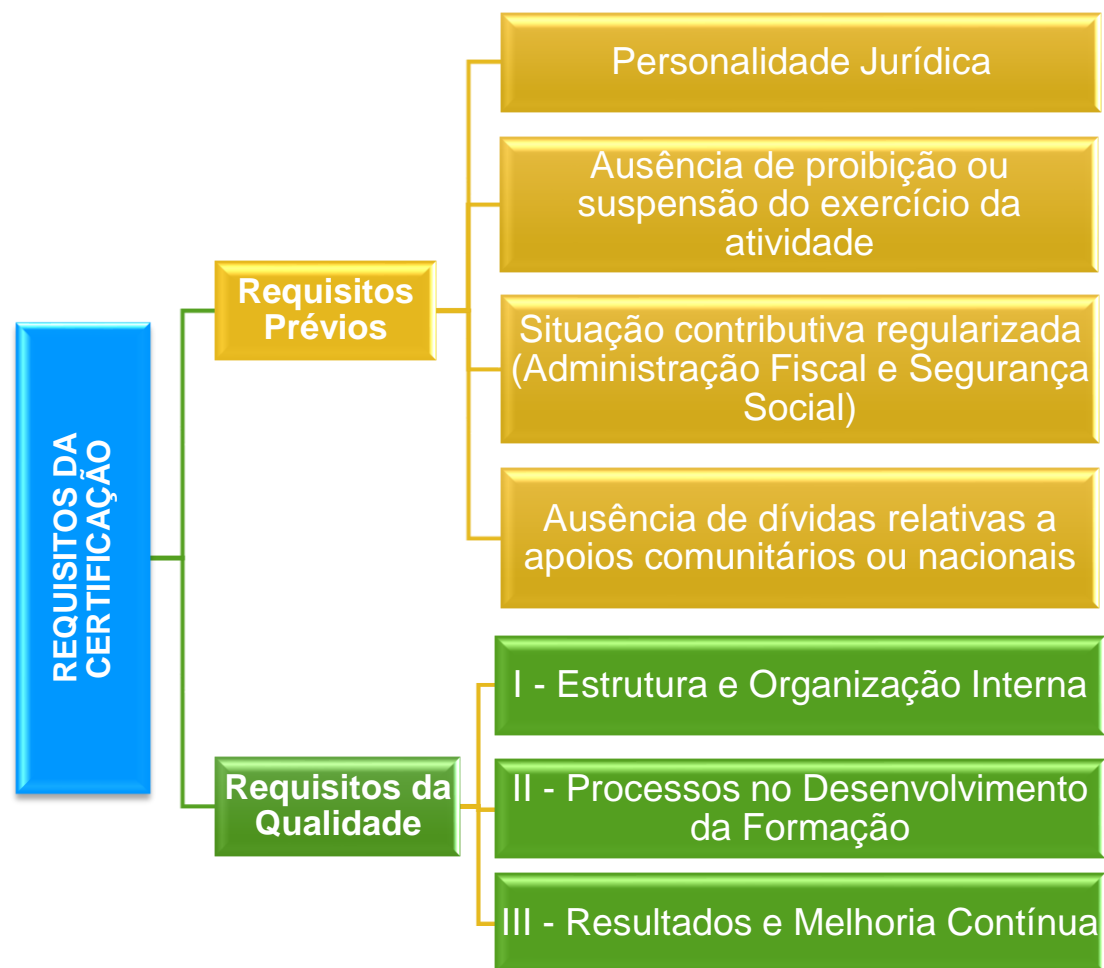 REQUISITOS DA
CERTIFICAÇÃO
Requisitos
Prévios
Personalidade Jurídica
Ausência de proibição ou
suspensão do exercício da
atividade
Situação contributiva regularizada
(Administração Fiscal e Segurança
Social)
Ausência de dívidas relativas a
apoios comunitários ou nacionais
Requisitos da
Qualidade
I - Estrutura e Organização Interna
II - Processos no Desenvolvimento
da Formação
III - Resultados e Melhoria Contínua